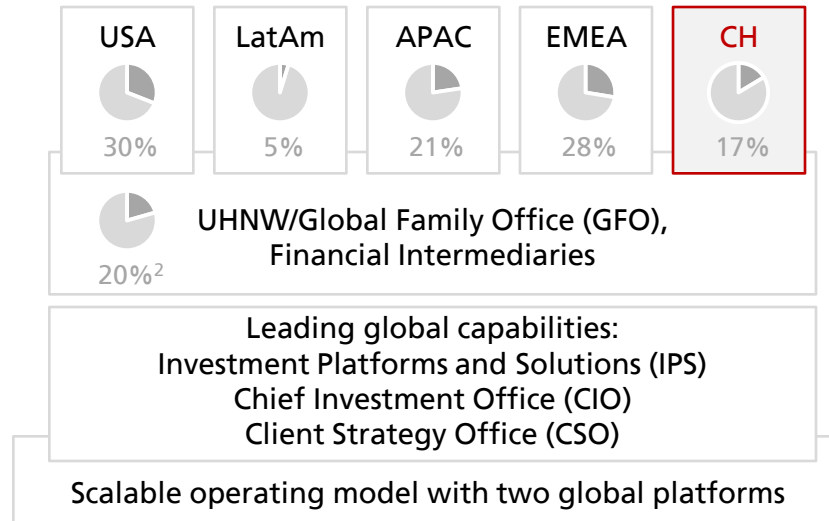 USA LatAm APAC EMEA CH
30% 5% 21% 28% 17%
UHNW/Global Family Office (GFO),
Financial Intermediaries
20%²
Leading global capabilities:
Investment Platforms and Solutions (IPS)
Chief Investment Office (CIO)
Client Strategy Office (CSO)
Scalable operating model with two global platforms